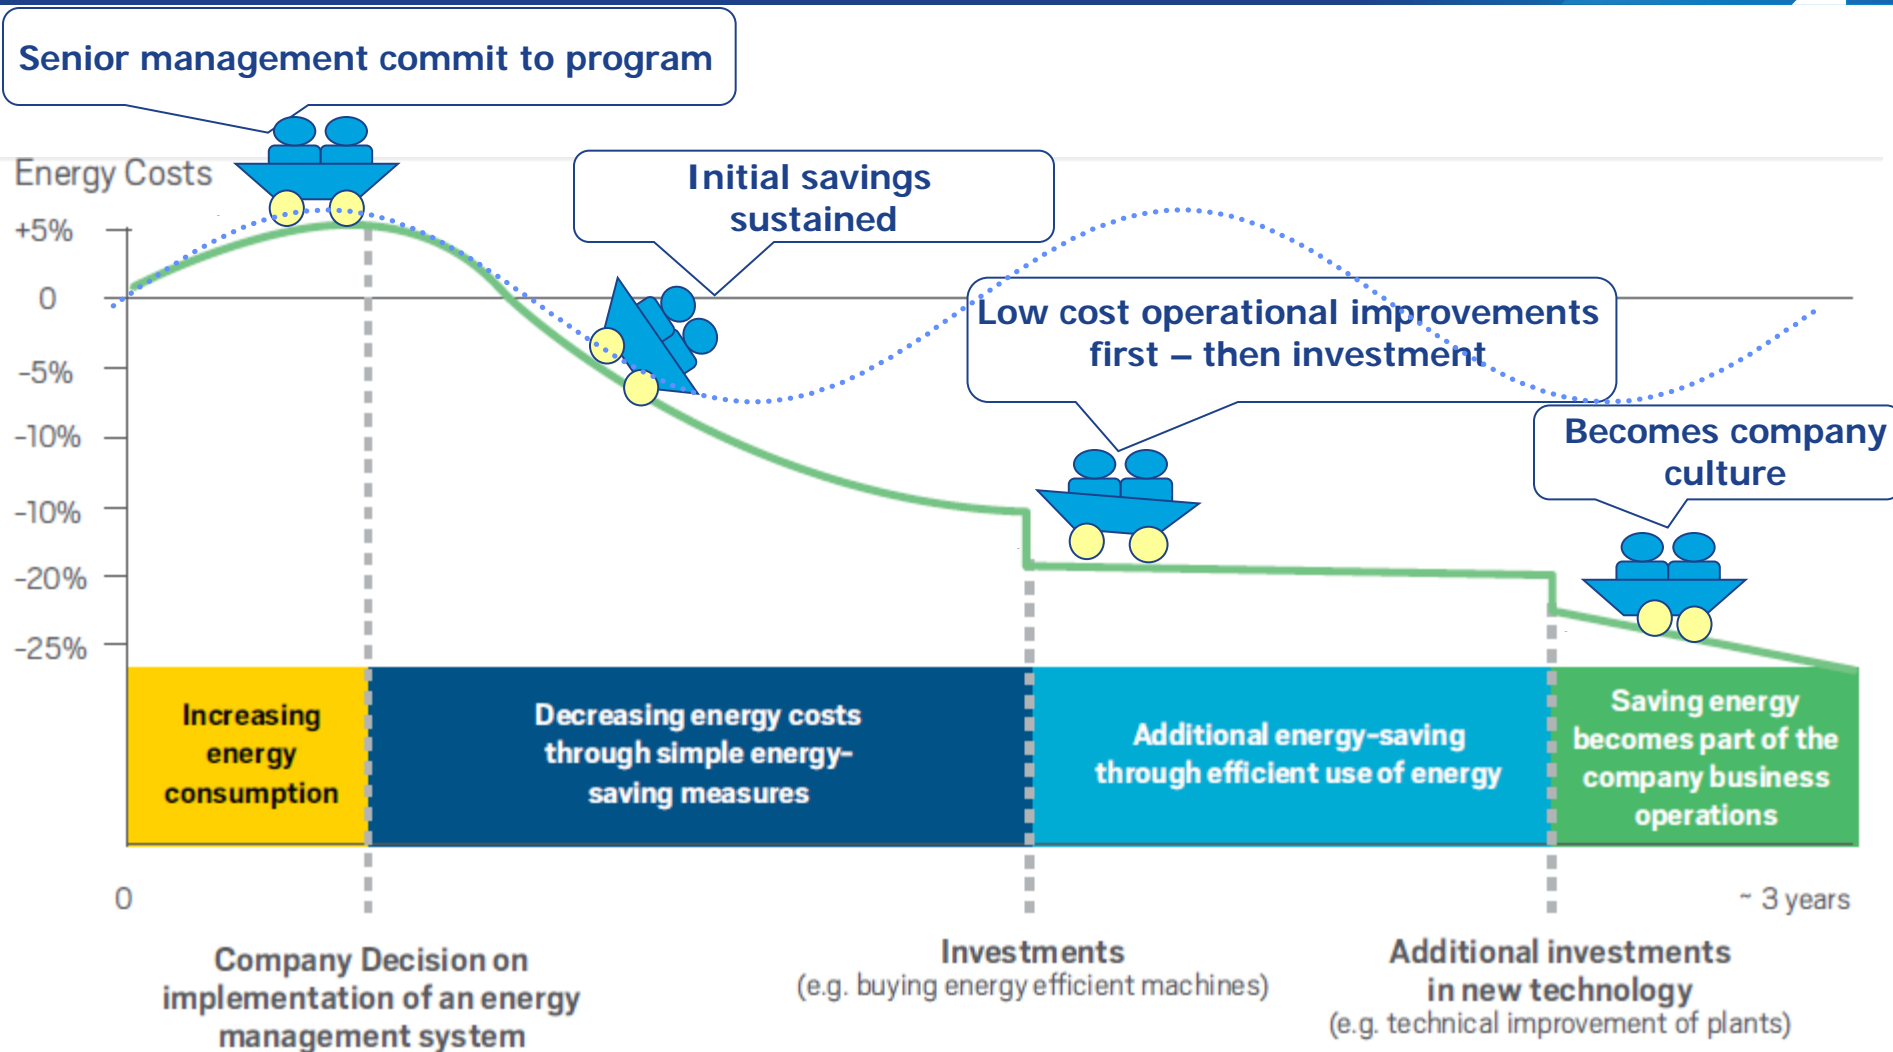 Senior management commit to program
Energy Costs
Initial savings
sustained
+5%
0
Low cost operational improvements
first – then investment
-5%
-10%
Becomes company
culture
-10%
-20%
-25%
Increasing
energy
consumption
Decreasing energy costs
through simple energy-
saving measures
Additional energy-saving
through efficient use of energy
Saving energy
becomes part of the
company business
operations
0
~ 3 years
Company Decision on
implementation of an energy
management system
Investments
(e.g. buying energy efficient machines)
Additional investments
in new technology
(e.g. technical improvement of plants)